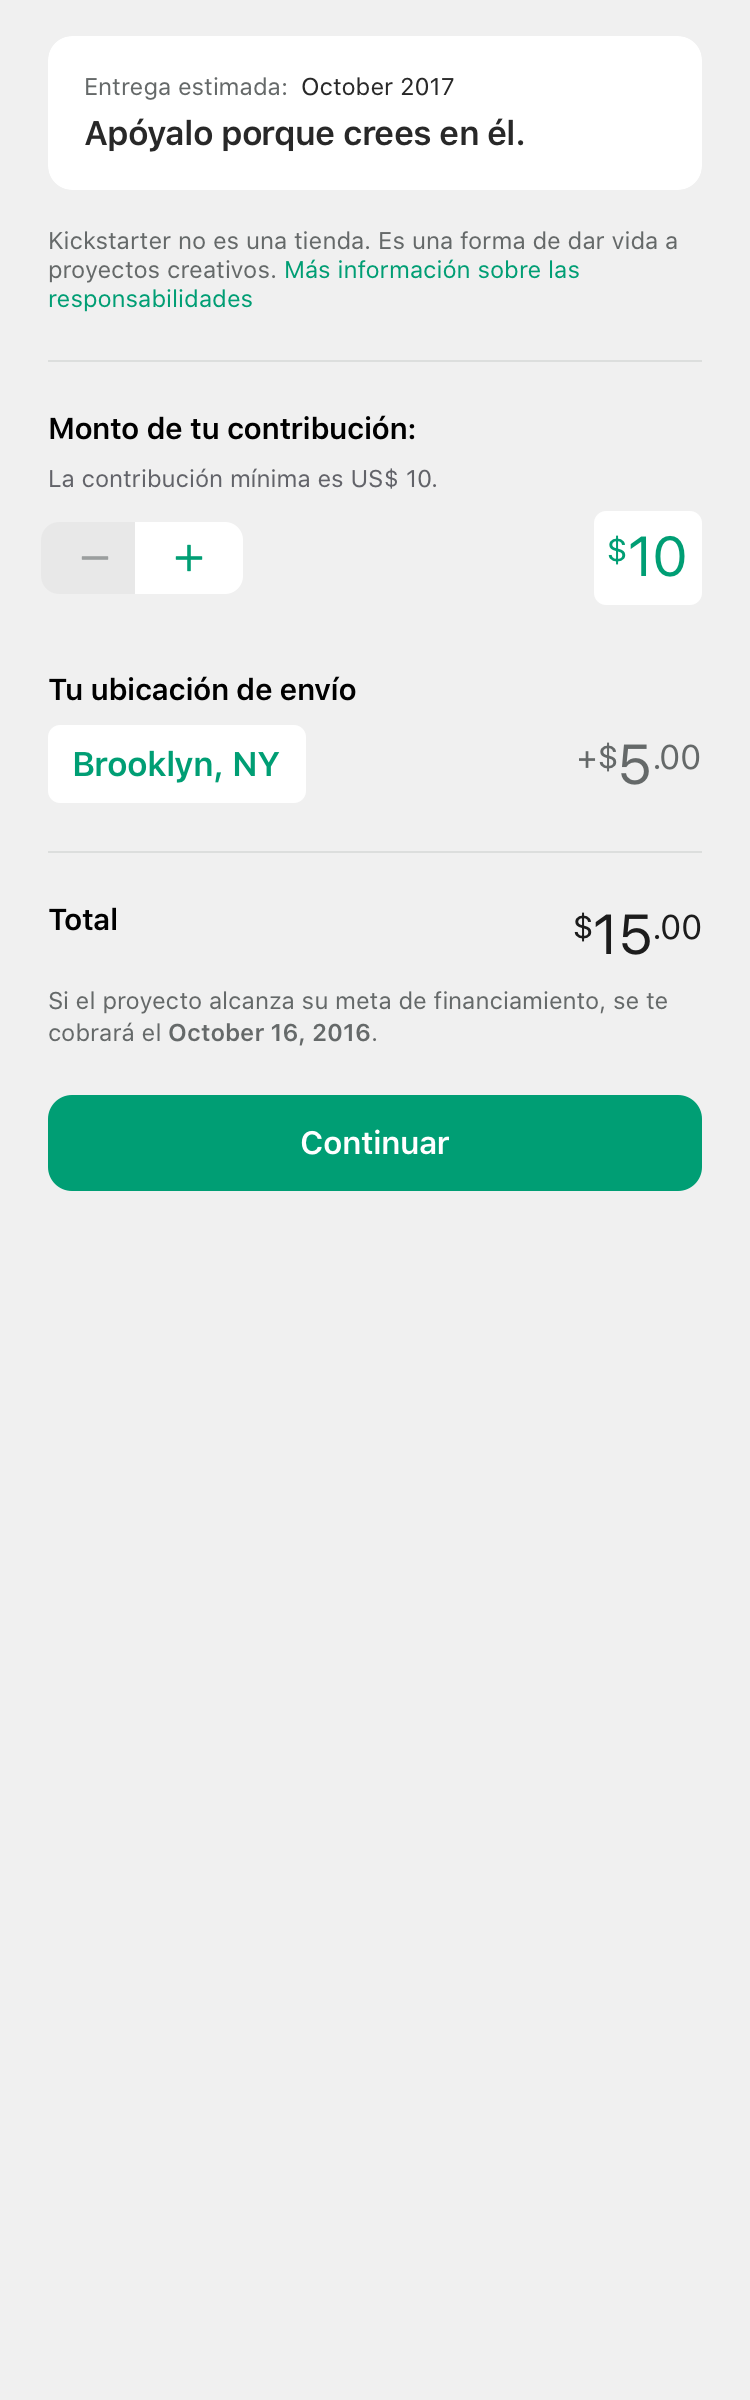 Entrega estimada: October 2017
Apóyalo porque crees en él.
Kickstarter no es una tienda. Es una forma de dar vida a
proyectos creativos. Más información sobre las
responsabilidades
Monto de tu contribución:
La contribución mínima es US$ 10.
− +
$10
Tu ubicación de envío
Brooklyn, NY
+$5.00
Total
$15.00
Si el proyecto alcanza su meta de financiamiento, se te
cobrará el October 16, 2016.
Continuar